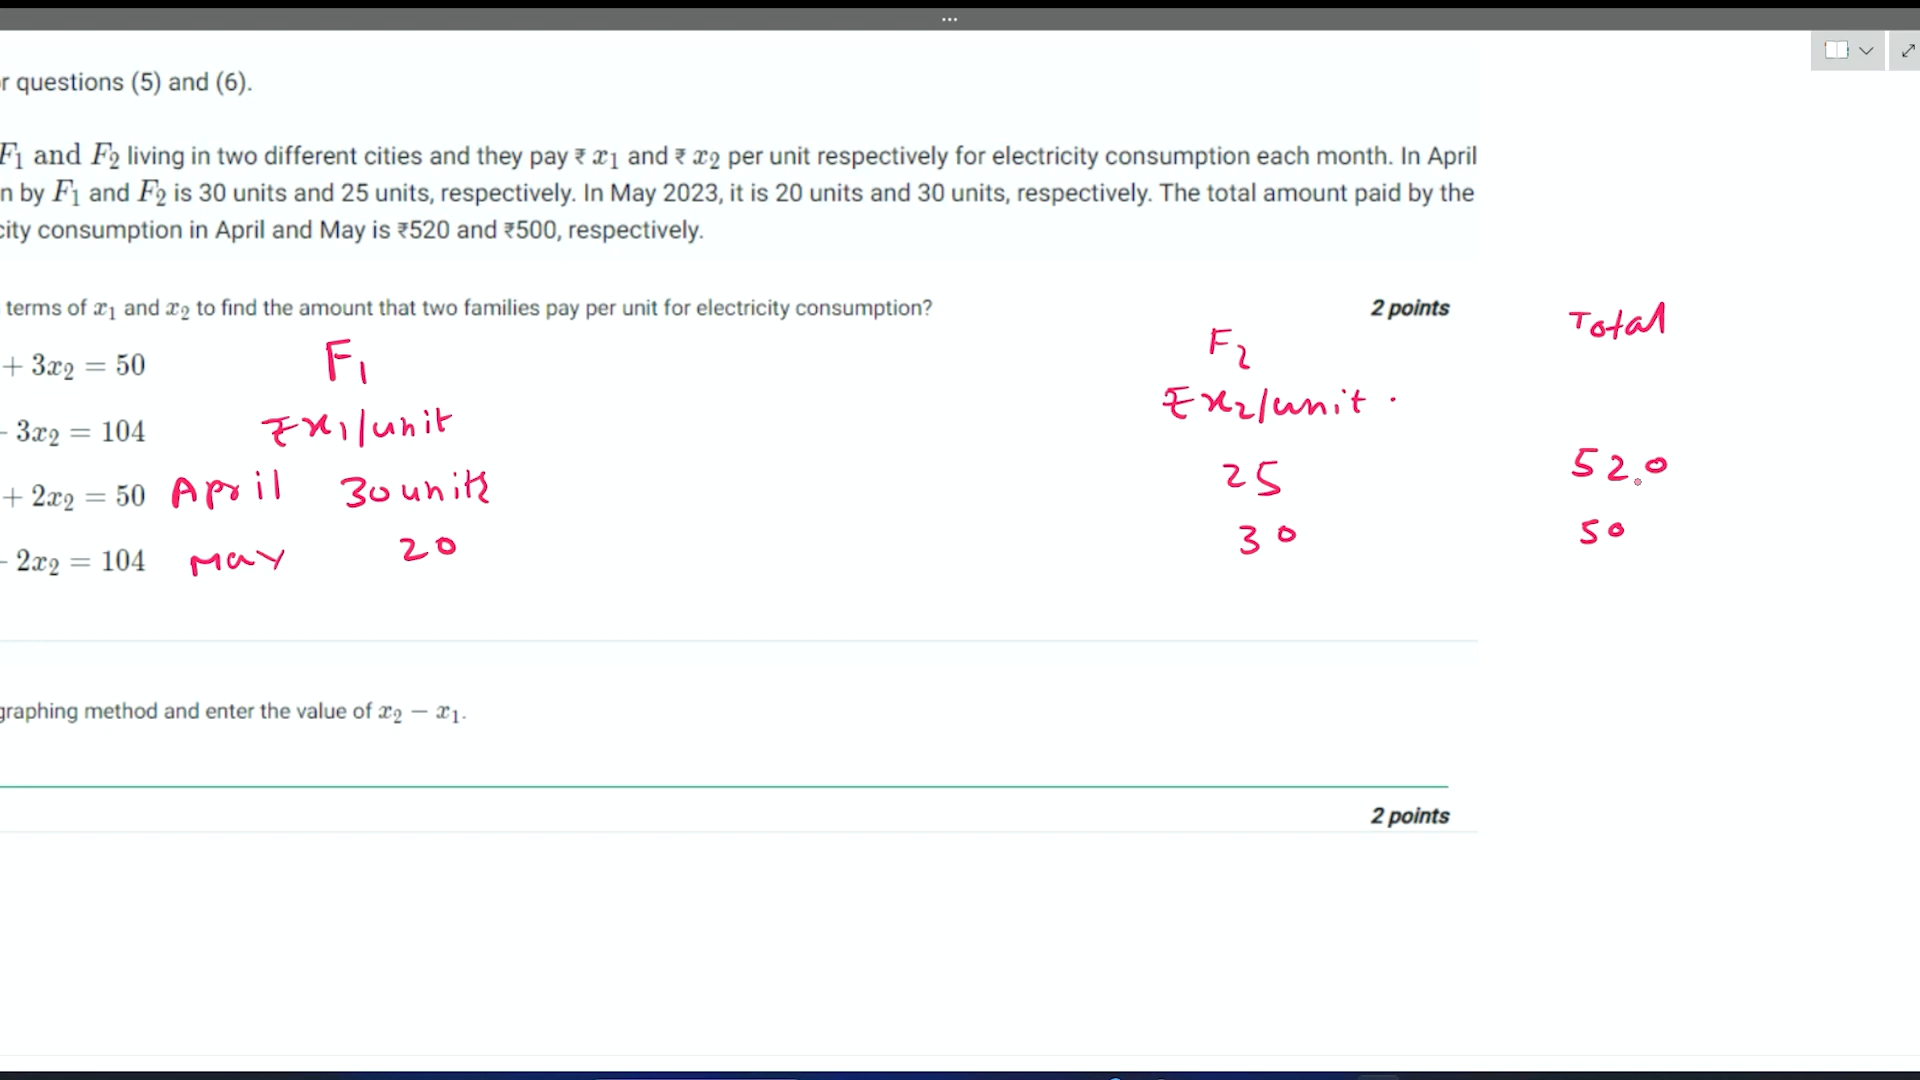 ...
r questions (5) and (6).
F₁ and F₂ living in two different cities and they pay ₹ x₁ and ₹ x₂ per unit respectively for electricity consumption each month. In April
n by F₁ and F₂ is 30 units and 25 units, respectively. In May 2023, it is 20 units and 30 units, respectively. The total amount paid by the
city consumption in April and May is ₹520 and ₹500, respectively.
terms of x₁ and x₂ to find the amount that two families pay per unit for electricity consumption? 2 points
Total
+ 3x₂ = 50 F₁ F₂
- 3x₂ = 104 ₹x₁/unit ₹x₂/unit
+ 2x₂ = 50 April 30 units 25 520
- 2x₂ = 104 May 20 30 50
graphing method and enter the value of x₂ − x₁.
2 points